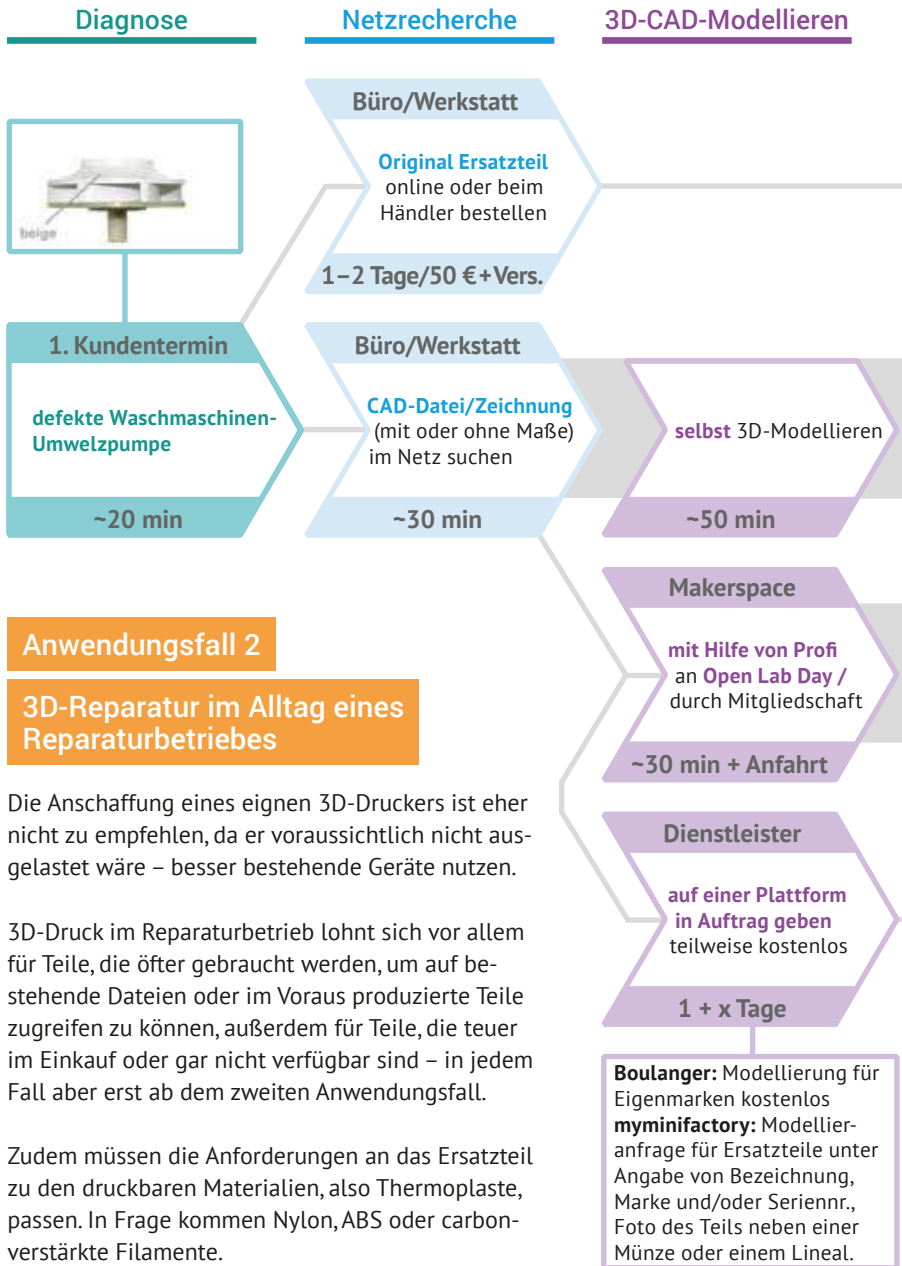 Diagnose
Netzrecherche
3D-CAD-Modellieren
beige
1. Kundentermin
defekte Waschmaschinen-
Umwelzpumpe
~20 min
Büro/Werkstatt
Original Ersatzteil
online oder beim
Händler bestellen
1–2 Tage/50 €+Vers.
Büro/Werkstatt
CAD-Datei/Zeichnung
(mit oder ohne Maße)
im Netz suchen
~30 min
selbst 3D-Modellieren
~50 min
Makerspace
mit Hilfe von Profi
an Open Lab Day /
durch Mitgliedschaft
~30 min + Anfahrt
Dienstleister
auf einer Plattform
in Auftrag geben
teilweise kostenlos
1 + x Tage
Boulanger: Modellierung für
Eigenmarken kostenlos
myminifactory: Modellier-
anfrage für Ersatzteile unter
Angabe von Bezeichnung,
Marke und/oder Seriennr.,
Foto des Teils neben einer
Münze oder einem Lineal.
Anwendungsfall 2
3D-Reparatur im Alltag eines
Reparaturbetriebes
Die Anschaffung eines eignen 3D-Druckers ist eher
nicht zu empfehlen, da er voraussichtlich nicht aus-
gelastet wäre – besser bestehende Geräte nutzen.
3D-Druck im Reparaturbetrieb lohnt sich vor allem
für Teile, die öfter gebraucht werden, um auf be-
stehende Dateien oder im Voraus produzierte Teile
zugreifen zu können, außerdem für Teile, die teuer
im Einkauf oder gar nicht verfügbar sind – in jedem
Fall aber erst ab dem zweiten Anwendungsfall.
Zudem müssen die Anforderungen an das Ersatzteil
zu den druckbaren Materialien, also Thermoplaste,
passen. In Frage kommen Nylon, ABS oder carbon-
verstärkte Filamente.